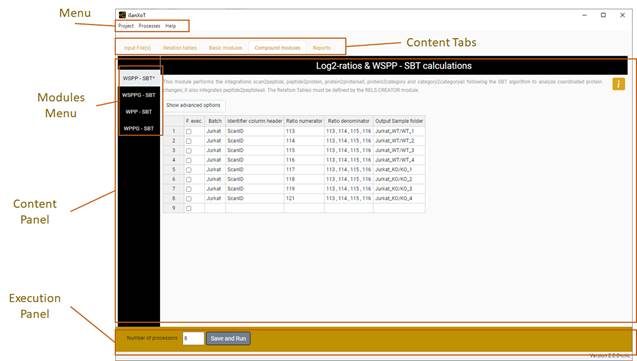 Menu
iSanXoT
Project Processes Help
Content Tabs
Input File(s) Relation tables Basic modules Compound modules Reports
Modules
Menu
WSPP - SBT*
WSPPG - SBT
WPP - SBT
WPPG - SBT
Log2-ratios & WSPP - SBT calculations
This module performs the integrations scan2peptide, peptide2protein, protein2category and category2categoryall following the SBT algorithm to analyze coordinated protein
changes. It also integrates The Relation Tables must be defined by the RELS CREATOR module.
i
Show advanced options
F. exec. Batch Identifier column header Ratio numerator Ratio denominator Output Sample folder
1 Jurkat ScanID 113 113 , 114 , 115 , 116 Jurkat_WT/WT_1
2 Jurkat ScanID 114 113 , 114 , 115 , 116 Jurkat_WT/WT_2
3 Jurkat ScanID 115 113 , 114 , 115 , 116 Jurkat_WT/WT_3
4 Jurkat ScanID 116 113 , 114 , 115 , 116 Jurkat_WT/WT_4
5 Jurkat ScanID 117 113 , 114 , 115 , 116 Jurkat_KO/KO_1
6 Jurkat ScanID 118 113 , 114 , 115 , 116 Jurkat_KO/KO_2
7 Jurkat ScanID 119 113 , 114 , 115 , 116 Jurkat_KO/KO_3
8 Jurkat ScanID 121 113 , 114 , 115 , 116 Jurkat_KO/KO_4
9
Content
Panel
Execution
Panel
Number of processors 8 Save and Run
Version